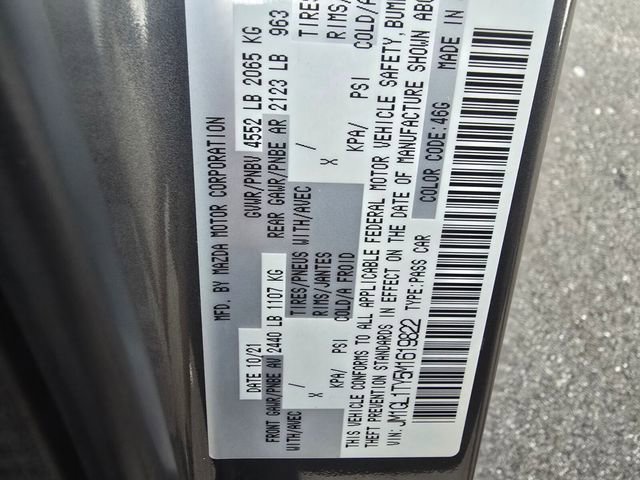 MFD. BY MAZDA MOTOR CORPORATION
DATE 10/21 GVWR/PNBV 4552 LB 2065 KG
FRONT GAWR/PNBE AV 2440 LB 1107 KG REAR GAWR/PNBE AR 2123 LB 963
WITH/AVEC TIRES/PNEUS WITH/AVEC TIRES/
X / RIMS/JANTES X / RIMS/
KPA/ PSI COLD/A FROID KPA/ PSI COLD/A
THIS VEHICLE CONFORMS TO ALL APPLICABLE FEDERAL MOTOR VEHICLE SAFETY, BUM
THEFT PREVENTION STANDARDS IN EFFECT ON THE DATE OF MANUFACTURE SHOWN ABO
VIN: JM1GL1TY5M1619822 TYPE:PASS CAR COLOR CODE:46G MADE IN